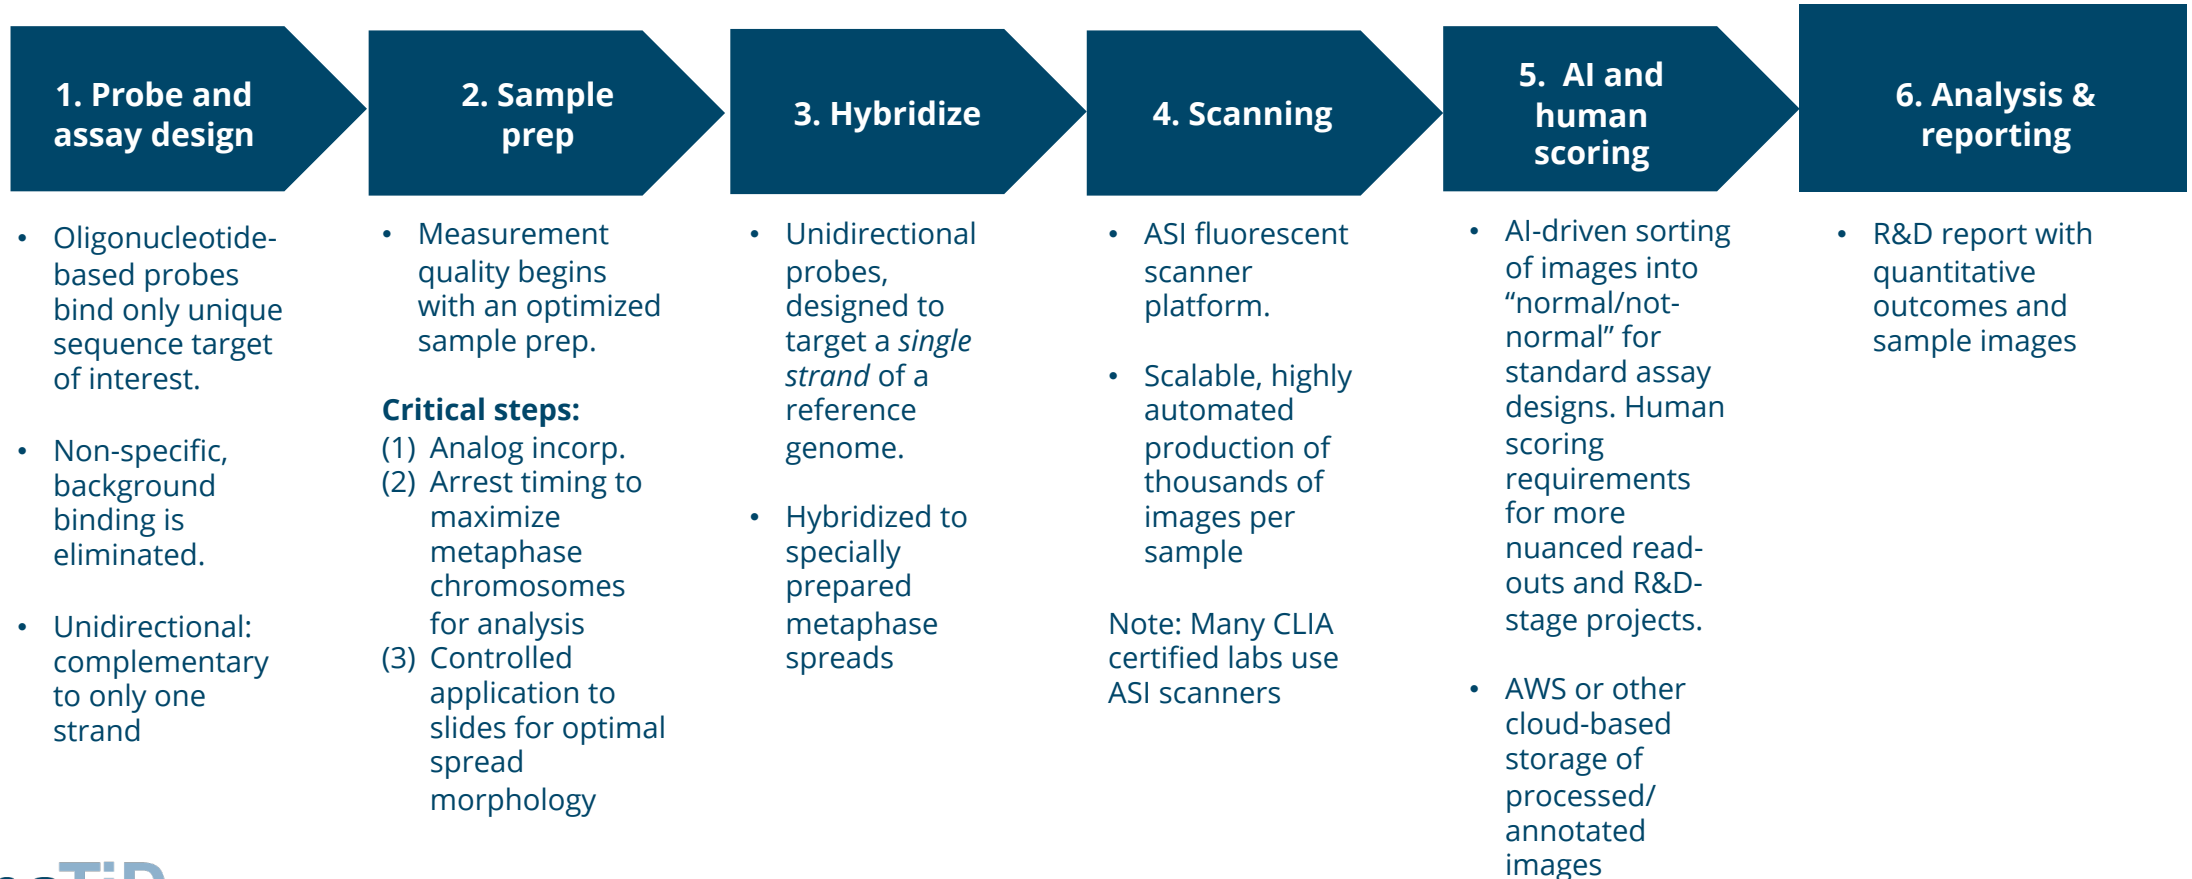 1. Probe and
assay design
2. Sample
prep
3. Hybridize
4. Scanning
5. AI and
human
scoring
6. Analysis &
reporting
• Oligonucleotide-
based probes
bind only unique
sequence target
of interest.
• Non-specific,
background
binding is
eliminated.
• Unidirectional:
complementary
to only one
strand
• Measurement
quality begins
with an optimized
sample prep.
Critical steps:
(1) Analog incorp.
(2) Arrest timing to
maximize
metaphase
chromosomes
for analysis
(3) Controlled
application to
slides for optimal
spread
morphology
• Unidirectional
probes,
designed to
target a single
strand of a
reference
genome.
• Hybridized to
specially
prepared
metaphase
spreads
• ASI fluorescent
scanner
platform.
• Scalable, highly
automated
production of
thousands of
images per
sample
Note: Many CLIA
certified labs use
ASI scanners
• AI-driven sorting
of images into
“normal/not-
normal” for
standard assay
designs. Human
scoring
requirements
for more
nuanced read-
outs and R&D-
stage projects.
• AWS or other
cloud-based
storage of
processed/
annotated
images
• R&D report with
quantitative
outcomes and
sample images